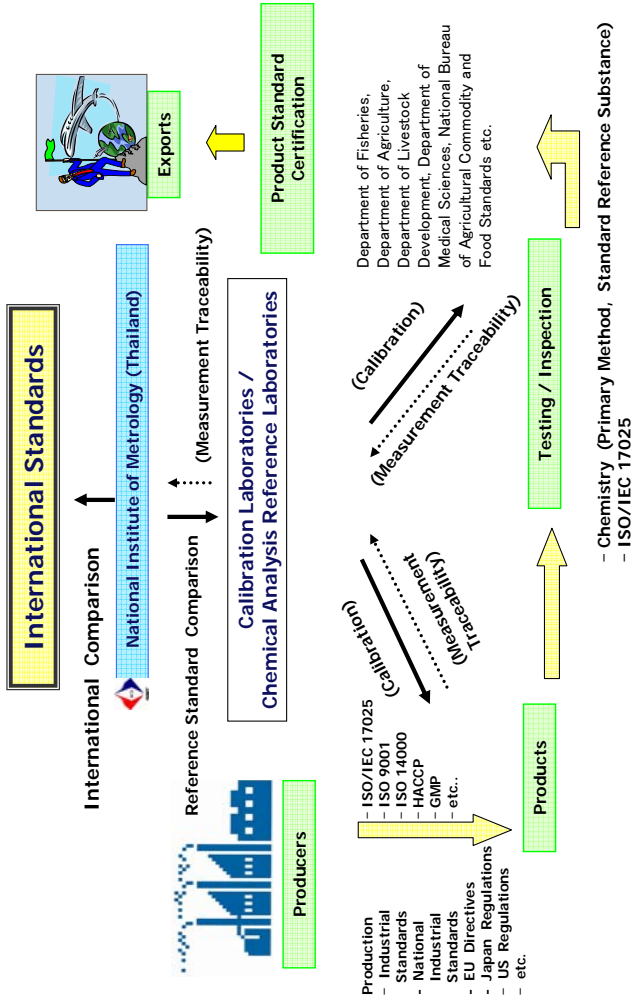 International Standards
International Comparison
National Institute of Metrology (Thailand)
Reference Standard Comparison
(Measurement Traceability)
Calibration Laboratories /
Chemical Analysis Reference Laboratories
Producers
Production
- Industrial
Standards
- National
Industrial
Standards
- EU Directives
- Japan Regulations
- US Regulations
- etc.
- ISO/IEC 17025
- ISO 9001
- ISO 14000
- HACCP
- GMP
- etc..
Products
(Calibration)
(Measurement
Traceability)
(Calibration)
(Measurement Traceability)
Testing / Inspection
- Chemistry (Primary Method, Standard Reference Substance)
- ISO/IEC 17025
Department of Fisheries,
Department of Agriculture,
Department of Livestock
Development, Department of
Medical Sciences, National Bureau
of Agricultural Commodity and
Food Standards etc.
Product Standard
Certification
Exports